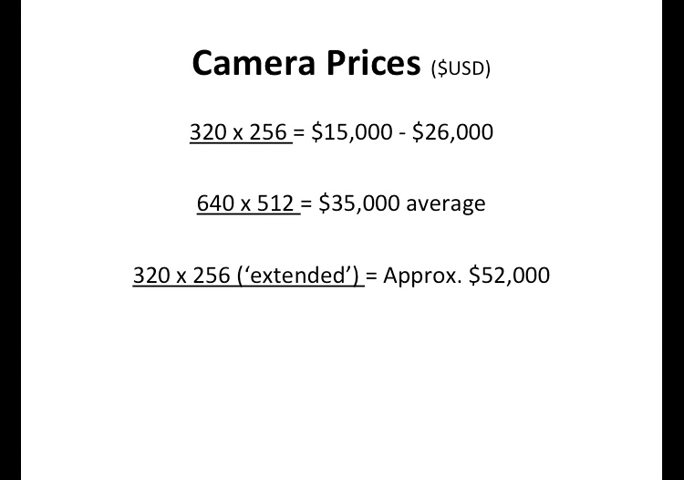 Camera Prices ($USD)
320 x 256 = $15,000 - $26,000
640 x 512 = $35,000 average
320 x 256 (‘extended’) = Approx. $52,000